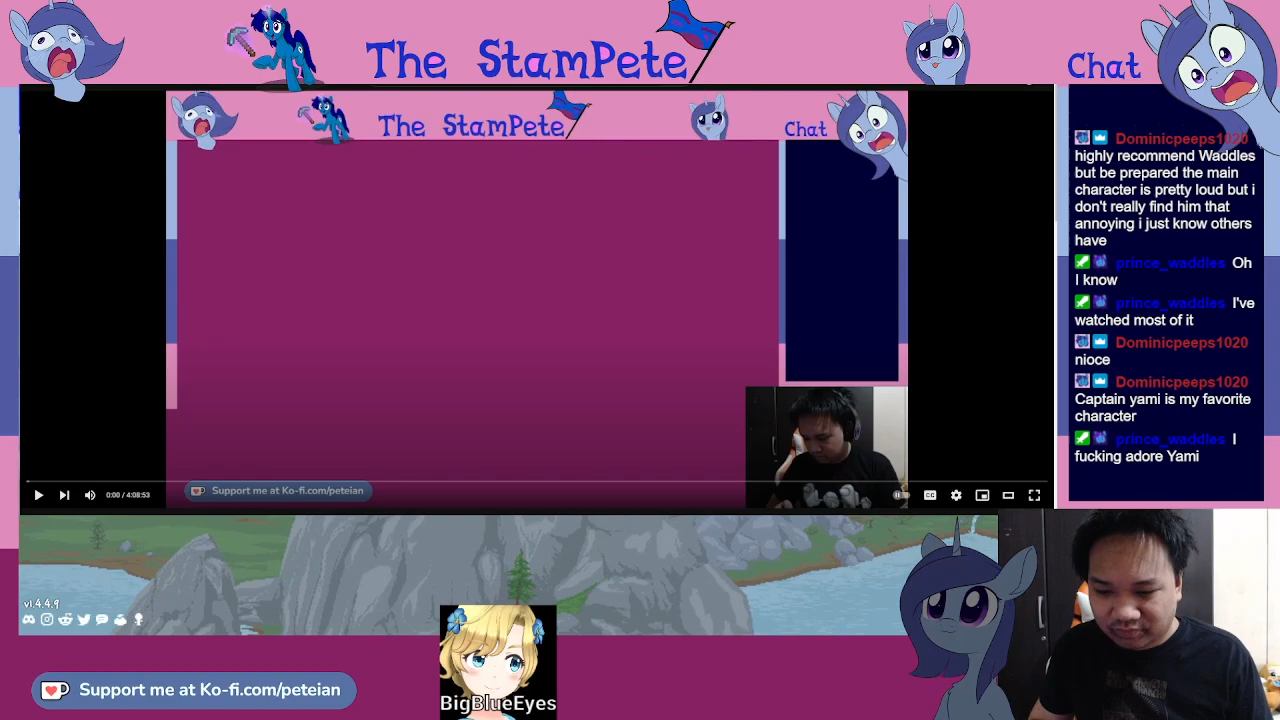 The StamPete
Chat
The StamPete
Chat
Dominicpeeps1020
highly recommend Waddles
but be prepared the main
character is pretty loud but i
don't really find him that
annoying i just know others
have
prince_waddles Oh
I know
prince_waddles I've
watched most of it
Dominicpeeps1020
nioce
Dominicpeeps1020
Captain yami is my favorite
character
prince_waddles I
fucking adore Yami
Support me at Ko-fi.com/peteian
0:00 / 4:08:53
CC
v1.4.4.9
BigBlueEyes
Support me at Ko-fi.com/peteian